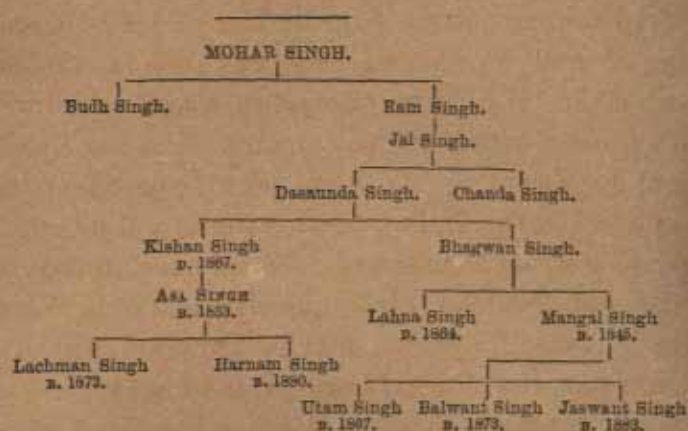 MOHAR SINGH.
Budh Singh. Ram Singh.
Jai Singh.
Dasaunda Singh. Chanda Singh.
Kishan Singh Bhagwan Singh.
D. 1867.
ASA SINGH
B. 1853. Lahna Singh Mangal Singh
D. 1864. B. 1845.
Lachman Singh Harnam Singh
B. 1873. B. 1890.
Utam Singh Balwant Singh Jaswant Singh
B. 1867. B. 1873. B. 1883.